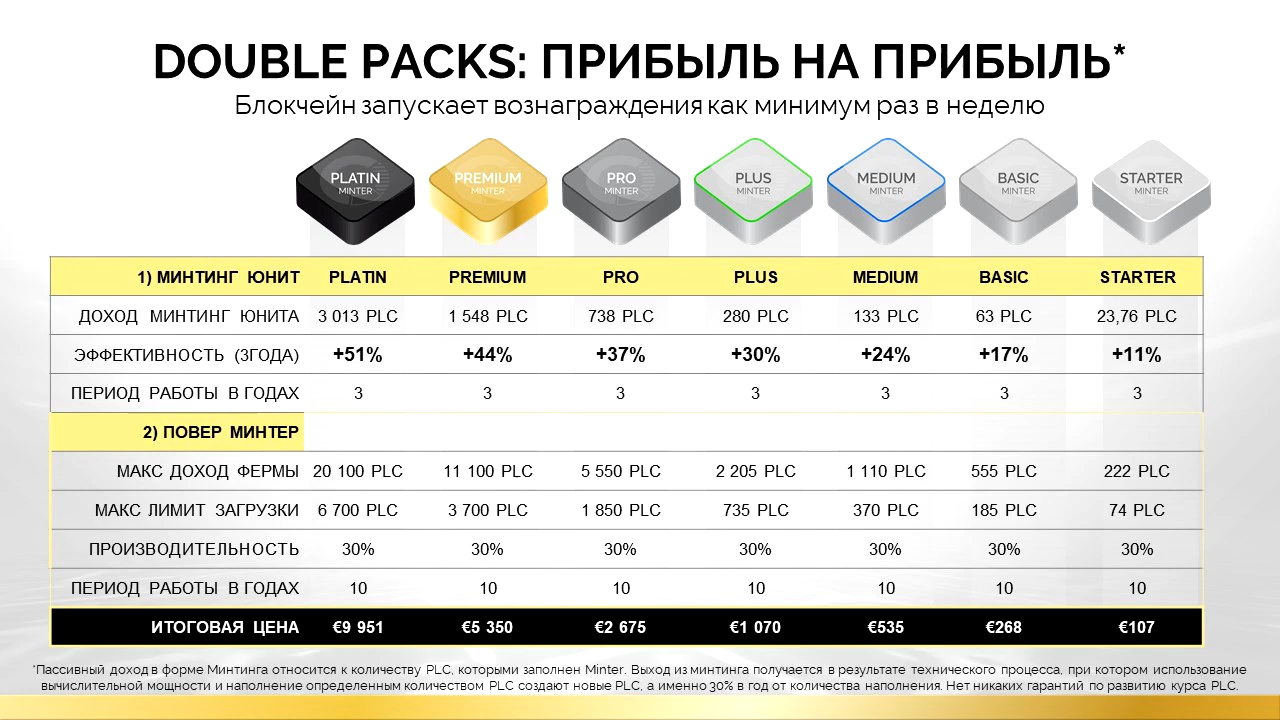 DOUBLE PACKS: ПРИБЫЛЬ НА ПРИБЫЛЬ*
Блокчейн запускает вознаграждения как минимум раз в неделю
PLATIN MINTER PREMIUM MINTER PRO MINTER PLUS MINTER MEDIUM MINTER BASIC MINTER STARTER MINTER
1) МИНТИНГ ЮНИТ PLATIN PREMIUM PRO PLUS MEDIUM BASIC STARTER
ДОХОД МИНТИНГ ЮНИТА 3 013 PLC 1 548 PLC 738 PLC 280 PLC 133 PLC 63 PLC 23,76 PLC
ЭФФЕКТИВНОСТЬ (3ГОДА) +51% +44% +37% +30% +24% +17% +11%
ПЕРИОД РАБОТЫ В ГОДАХ 3 3 3 3 3 3 3
2) ПОВЕР МИНТЕР
МАКС ДОХОД ФЕРМЫ 20 100 PLC 11 100 PLC 5 550 PLC 2 205 PLC 1 110 PLC 555 PLC 222 PLC
МАКС ЛИМИТ ЗАГРУЗКИ 6 700 PLC 3 700 PLC 1 850 PLC 735 PLC 370 PLC 185 PLC 74 PLC
ПРОИЗВОДИТЕЛЬНОСТЬ 30% 30% 30% 30% 30% 30% 30%
ПЕРИОД РАБОТЫ В ГОДАХ 10 10 10 10 10 10 10
ИТОГОВАЯ ЦЕНА €9 951 €5 350 €2 675 €1 070 €535 €268 €107
*Пассивный доход в форме Минтинга относится к количеству PLC, которыми заполнен Minter. Выход из минтинга получается в результате технического процесса, при котором использование
вычислительной мощности и наполнение определенным количеством PLC создают новые PLC, а именно 30% в год от количества наполнения. Нет никаких гарантий по развитию курса PLC.